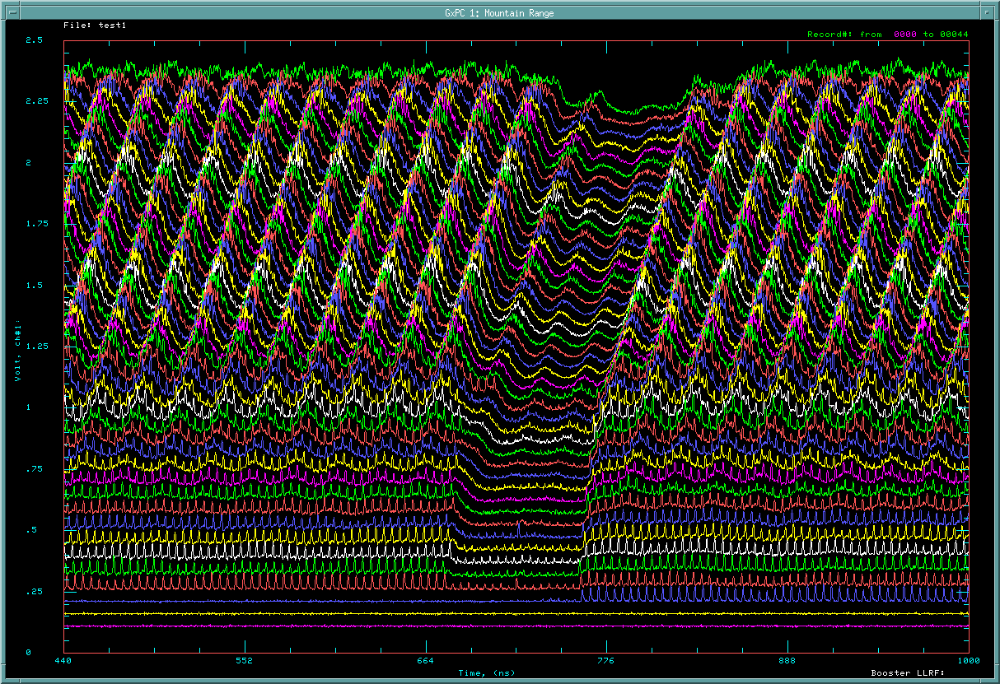 GxPC 1: Mountain Range
File: test1
Record#: from 0000 to 00044
2.5
2.25
2
1.75
1.5
1.25
1
.75
.5
.25
0
Volt, ch#1:
440 552 664 776 888 1000
Time, (ns)
Booster LLRF: